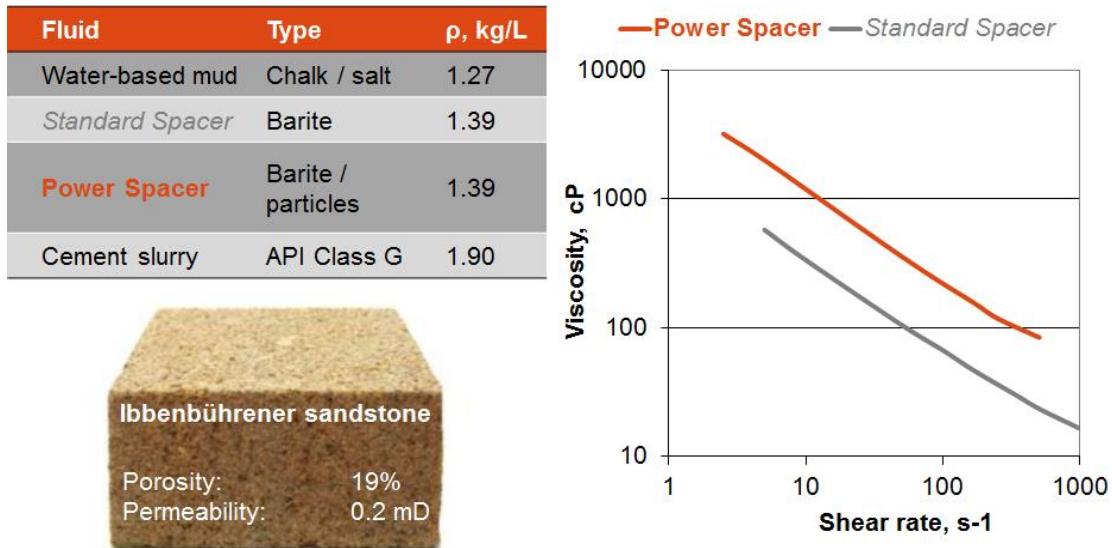 Fluid Type ρ, kg/L
Water-based mud Chalk / salt 1.27
Standard Spacer Barite 1.39
Power Spacer Barite / particles 1.39
Cement slurry API Class G 1.90
Ibbenbührener sandstone
Porosity: 19%
Permeability: 0.2 mD
Power Spacer Standard Spacer
Viscosity, cP
10000
1000
100
10
1 10 100 1000
Shear rate, s-1